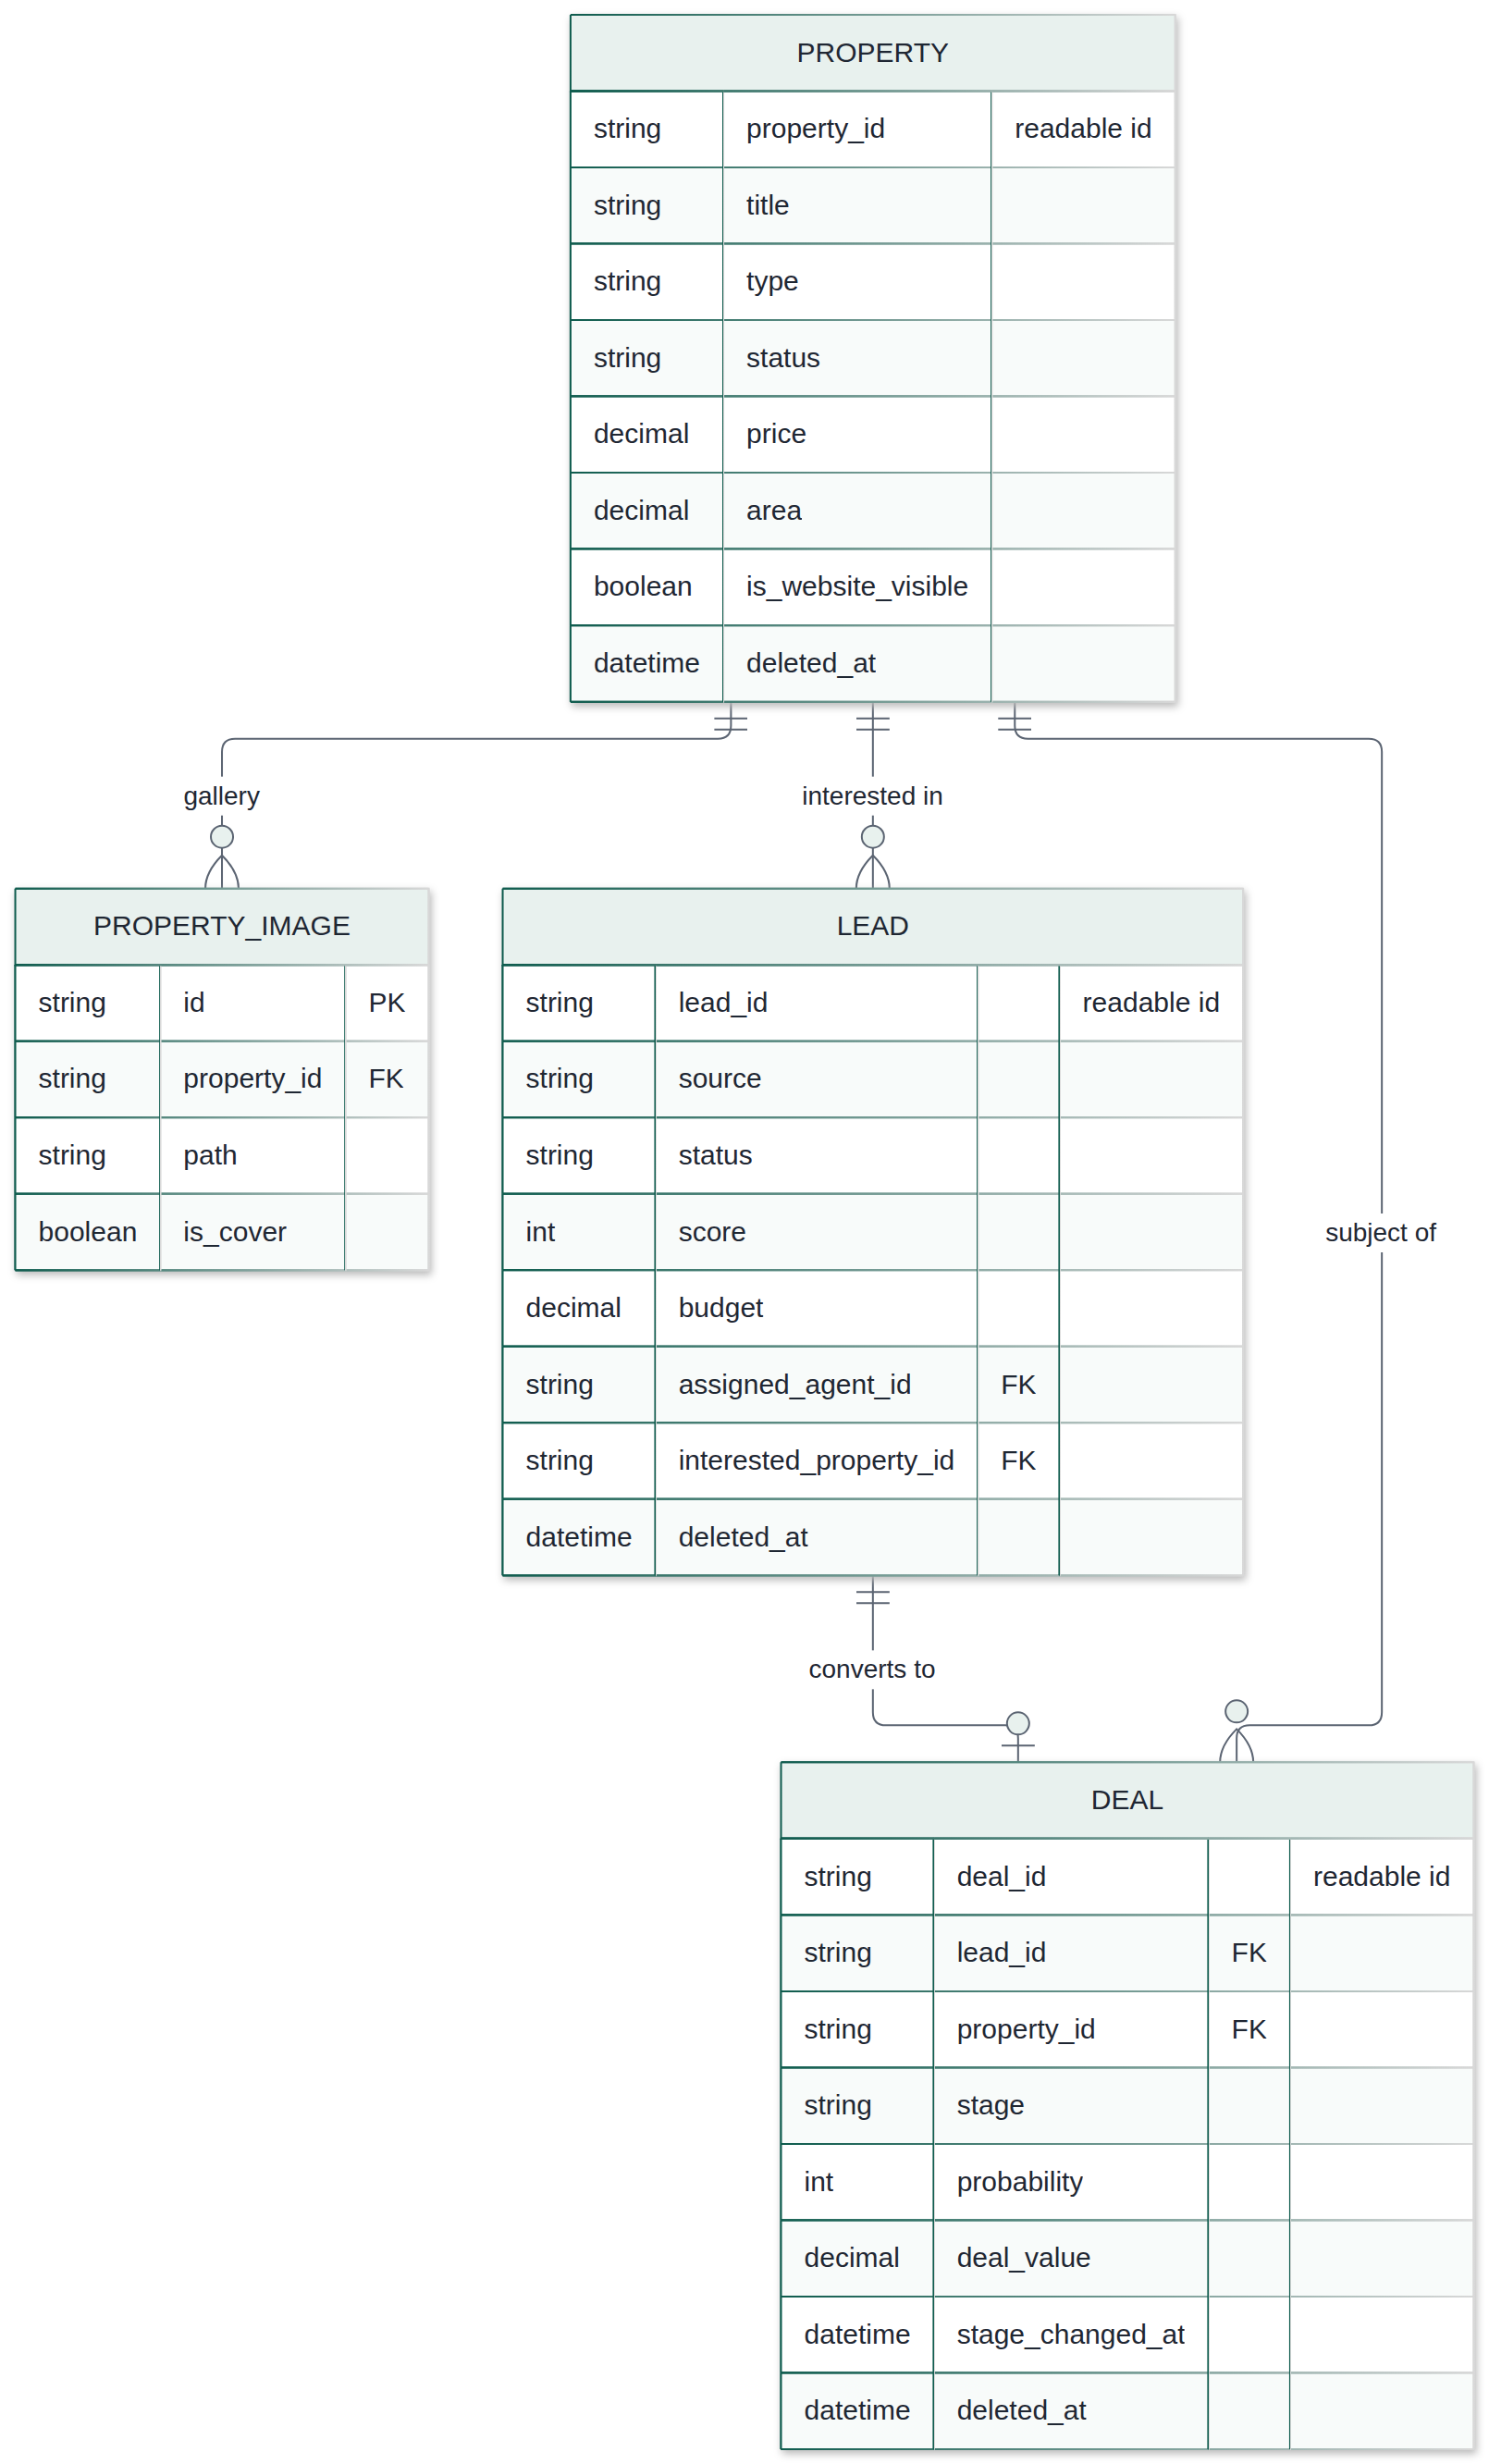 PROPERTY
string property_id readable id
string title
string type
string status
decimal price
decimal area
boolean is_website_visible
datetime deleted_at
gallery
interested in
PROPERTY_IMAGE
string id PK
string property_id FK
string path
boolean is_cover
LEAD
string lead_id readable id
string source
string status
int score
decimal budget
string assigned_agent_id FK
string interested_property_id FK
datetime deleted_at
subject of
converts to
DEAL
string deal_id readable id
string lead_id FK
string property_id FK
string stage
int probability
decimal deal_value
datetime stage_changed_at
datetime deleted_at